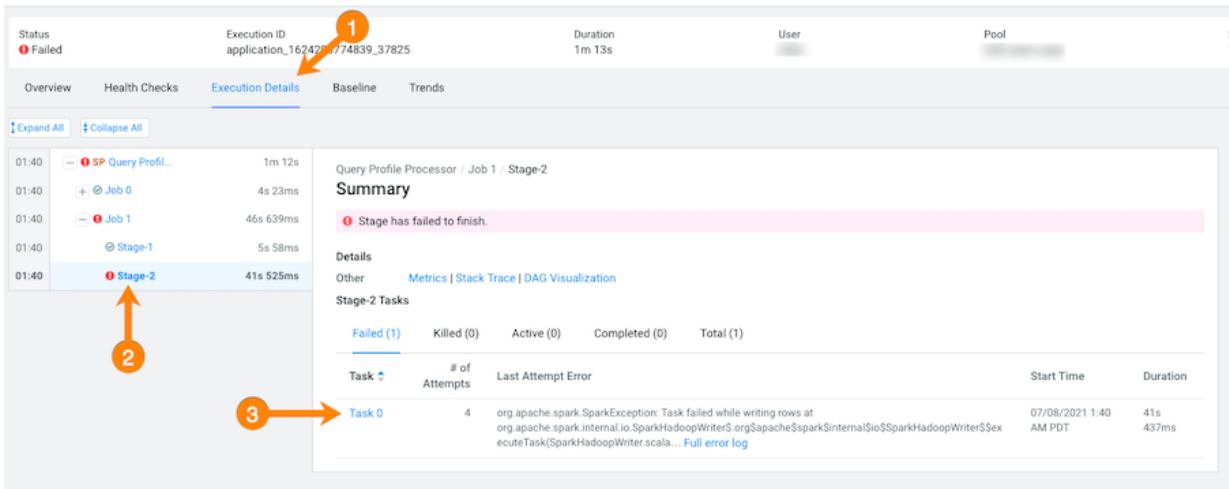 Status Execution ID Duration User Pool
Failed application_16242 774839_37825 1m 13s
1
Overview Health Checks Execution Details Baseline Trends
Expand All Collapse All
01:40 SP Query Profil... 1m 12s
01:40 Job 0 4s 23ms
01:40 Job 1 46s 639ms
01:40 Stage-1 5s 58ms
01:40 Stage-2 41s 525ms
2
Query Profile Processor / Job 1 / Stage-2
Summary
Stage has failed to finish.
Details
Other Metrics | Stack Trace | DAG Visualization
Stage-2 Tasks
Failed (1) Killed (0) Active (0) Completed (0) Total (1)
Task # of Attempts Last Attempt Error Start Time Duration
3
Task 0 4 org.apache.spark.SparkException: Task failed while writing rows at 07/08/2021 1:40 41s
org.apache.spark.internal.io.SparkHadoopWriter$.org$apache$spark$internal$io$SparkHadoopWriter$$ex AM PDT 437ms
ecuteTask(SparkHadoopWriter.scala... Full error log